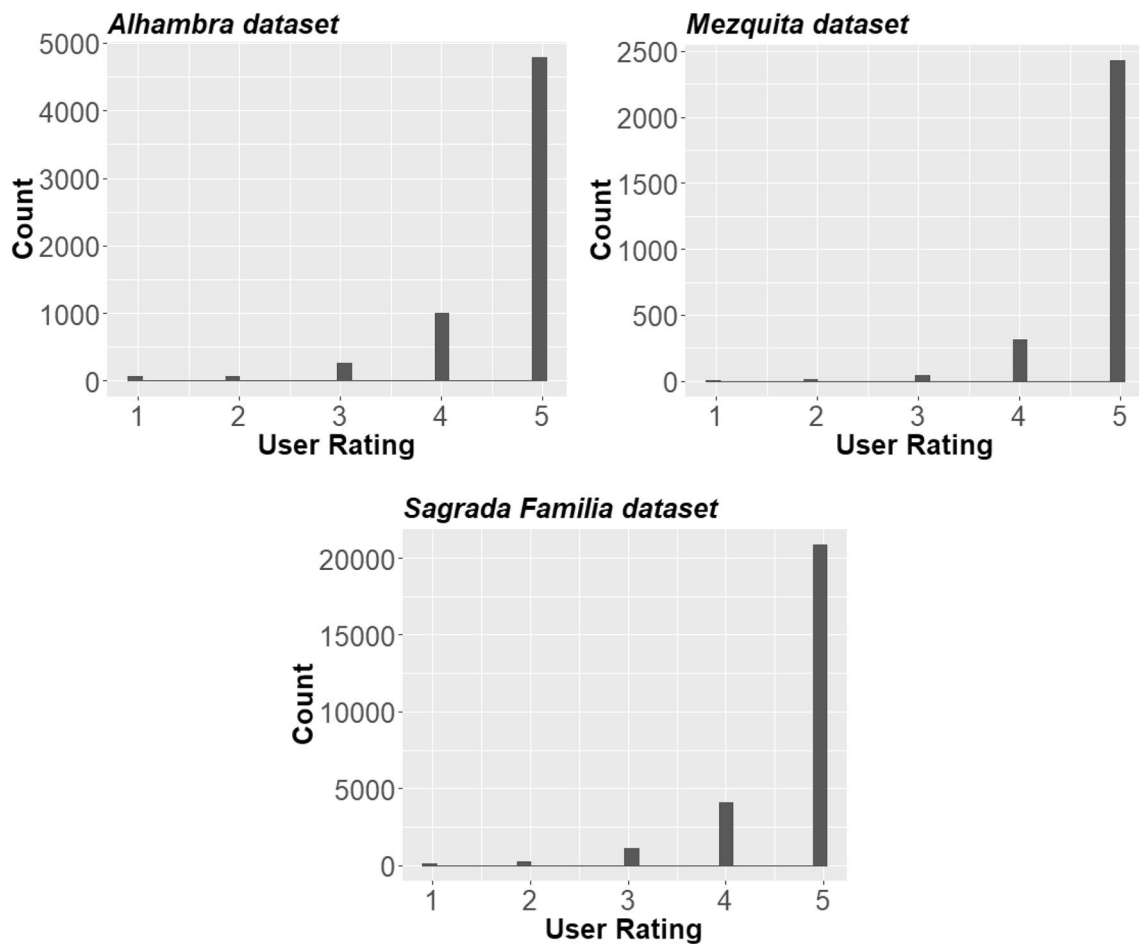 Alhambra dataset
5000
4000
3000
2000
1000
0
Count
1 2 3 4 5
User Rating
Mezquita dataset
2500
2000
1500
1000
500
0
Count
1 2 3 4 5
User Rating
Sagrada Familia dataset
20000
15000
10000
5000
0
Count
1 2 3 4 5
User Rating